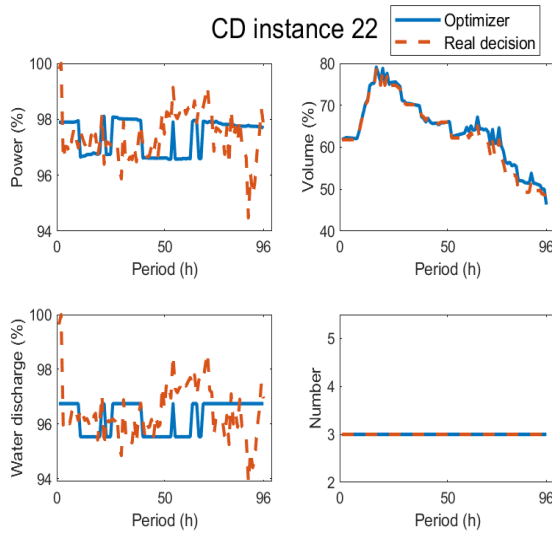 CD instance 22
Optimizer
Real decision
100
98
96
94
Power (%)
0
50
96
Period (h)
80
70
60
50
40
Volume (%)
0
50
96
Period (h)
100
98
96
94
Water discharge (%)
0
50
96
Period (h)
5
4
3
2
Number
0
50
96
Period (h)